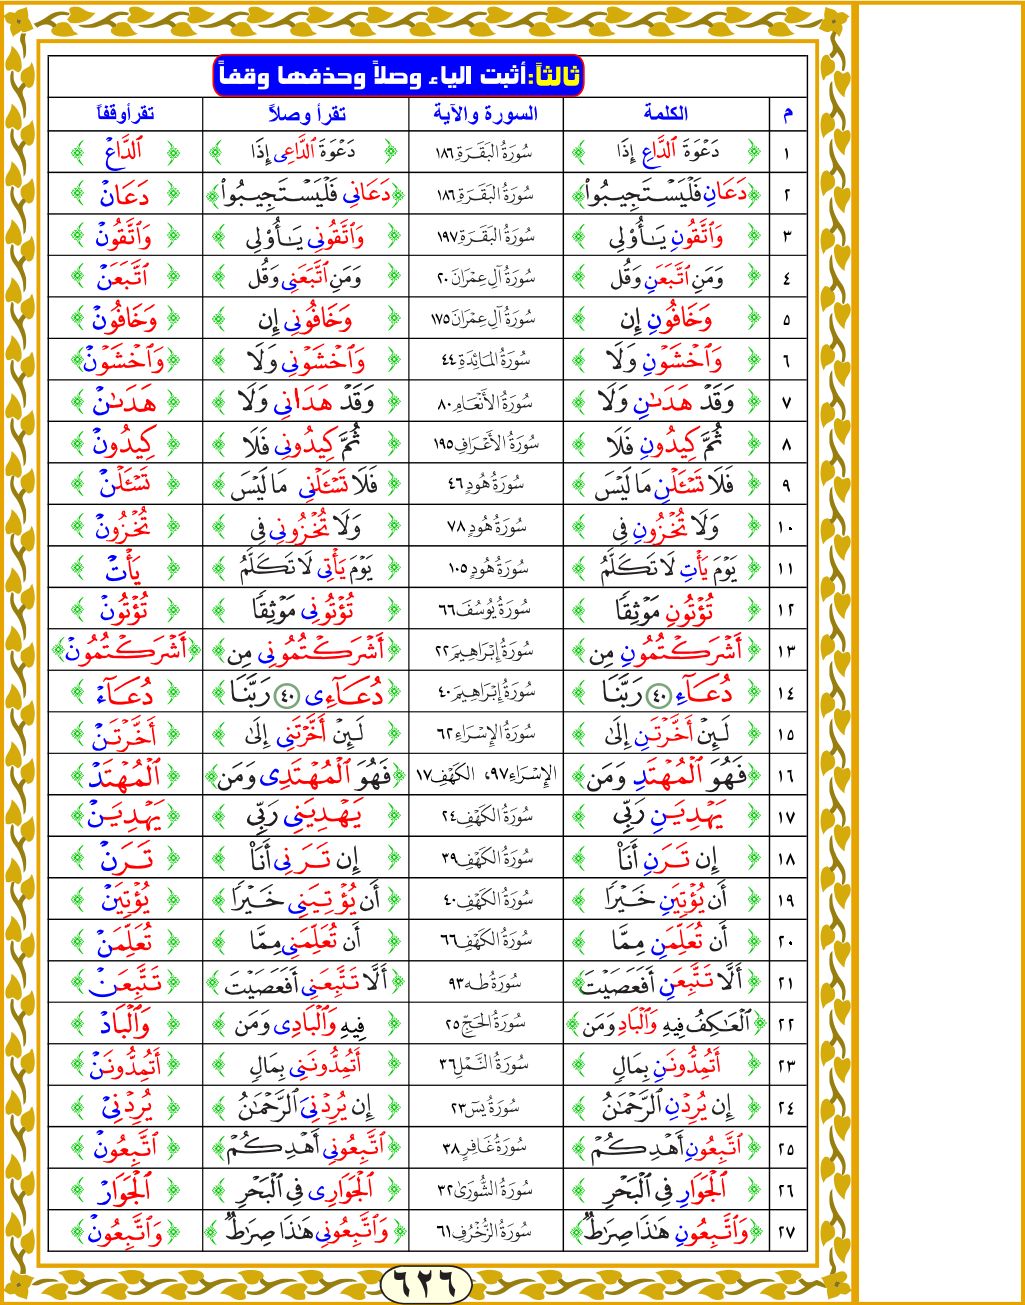 ثالثاً: أثبت الياء وصلاً وحذفها وقفاً
م الكلمة السورة والآية تقرأ وصلاً تقرأ وقفاً
١ ﴿ دَعْوَةَ ٱلدَّاعِ إِذَا ﴾ سُورَةُ البَقَرَةِ ١٨٦ ﴿ دَعْوَةَ ٱلدَّاعِى إِذَا ﴾ ﴿ ٱلدَّاعْ ﴾
٢ ﴿ دَعَانِ فَلْيَسْتَجِيبُوا۟ ﴾ سُورَةُ البَقَرَةِ ١٨٦ ﴿ دَعَانِى فَلْيَسْتَجِيبُوا۟ ﴾ ﴿ دَعَانْ ﴾
٣ ﴿ وَٱتَّقُونِ يَـٰٓأُو۟لِى ﴾ سُورَةُ البَقَرَةِ ١٩٧ ﴿ وَٱتَّقُونِى يَـٰٓأُو۟لِى ﴾ ﴿ وَٱتَّقُونْ ﴾
٤ ﴿ وَمَنِ ٱتَّبَعَنِ وَقُل ﴾ سُورَةُ آلِ عِمْرَانَ ٢٠ ﴿ وَمَنِ ٱتَّبَعَنِى وَقُل ﴾ ﴿ ٱتَّبَعَنْ ﴾
٥ ﴿ وَخَافُونِ إِن ﴾ سُورَةُ آلِ عِمْرَانَ ١٧٥ ﴿ وَخَافُونِى إِن ﴾ ﴿ وَخَافُونْ ﴾
٦ ﴿ وَٱخْشَوْنِ وَلَا ﴾ سُورَةُ المَائِدَةِ ٤٤ ﴿ وَٱخْشَوْنِى وَلَا ﴾ ﴿ وَٱخْشَوْنْ ﴾
٧ ﴿ وَقَدْ هَدَىٰنِ وَلَا ﴾ سُورَةُ الأَنْعَامِ ٨٠ ﴿ وَقَدْ هَدَانِى وَلَا ﴾ ﴿ هَدَىٰنْ ﴾
٨ ﴿ ثُمَّ كِيدُونِ فَلَا ﴾ سُورَةُ الأَعْرَافِ ١٩٥ ﴿ ثُمَّ كِيدُونِى فَلَا ﴾ ﴿ كِيدُونْ ﴾
٩ ﴿ فَلَا تَسْـَٔلْنِ مَا لَيْسَ ﴾ سُورَةُ هُودٍ ٤٦ ﴿ فَلَا تَسْـَٔلْنِى مَا لَيْسَ ﴾ ﴿ تَسْـَٔلْنْ ﴾
١٠ ﴿ وَلَا تُخْزُونِ فِى ﴾ سُورَةُ هُودٍ ٧٨ ﴿ وَلَا تُخْزُونِى فِى ﴾ ﴿ تُخْزُونْ ﴾
١١ ﴿ يَوْمَ يَأْتِ لَا تَكَلَّمُ ﴾ سُورَةُ هُودٍ ١٠٥ ﴿ يَوْمَ يَأْتِى لَا تَكَلَّمُ ﴾ ﴿ يَأْتْ ﴾
١٢ ﴿ تُؤْتُونِ مَوْثِقًا ﴾ سُورَةُ يُوسُفَ ٦٦ ﴿ تُؤْتُونِى مَوْثِقًا ﴾ ﴿ تُؤْتُونْ ﴾
١٣ ﴿ أَشْرَكْتُمُونِ مِن ﴾ سُورَةُ إِبْرَاهِيمَ ٢٢ ﴿ أَشْرَكْتُمُونِى مِن ﴾ ﴿ أَشْرَكْتُمُونْ ﴾
١٤ ﴿ دُعَآءِ ٤٠ رَبَّنَا ﴾ سُورَةُ إِبْرَاهِيمَ ٤٠ ﴿ دُعَآءِى ٤٠ رَبَّنَا ﴾ ﴿ دُعَآءْ ﴾
١٥ ﴿ لَئِنْ أَخَّرْتَنِ إِلَىٰ ﴾ سُورَةُ الإِسْرَاءِ ٦٢ ﴿ لَئِنْ أَخَّرْتَنِى إِلَىٰ ﴾ ﴿ أَخَّرْتَنْ ﴾
١٦ ﴿ فَهُوَ ٱلْمُهْتَدِ وَمَن ﴾ الإِسْرَاءِ ٩٧، الكَهْفِ ١٧ ﴿ فَهُوَ ٱلْمُهْتَدِى وَمَن ﴾ ﴿ ٱلْمُهْتَدْ ﴾
١٧ ﴿ يَهْدِيَنِ رَبِّى ﴾ سُورَةُ الكَهْفِ ٢٤ ﴿ يَهْدِيَنِى رَبِّى ﴾ ﴿ يَهْدِيَنْ ﴾
١٨ ﴿ إِن تَرَنِ أَنَا۠ ﴾ سُورَةُ الكَهْفِ ٣٩ ﴿ إِن تَرَنِى أَنَا۠ ﴾ ﴿ تَرَنْ ﴾
١٩ ﴿ أَن يُؤْتِيَنِ خَيْرًا ﴾ سُورَةُ الكَهْفِ ٤٠ ﴿ أَن يُؤْتِيَنِى خَيْرًا ﴾ ﴿ يُؤْتِيَنْ ﴾
٢٠ ﴿ أَن تُعَلِّمَنِ مِمَّا ﴾ سُورَةُ الكَهْفِ ٦٦ ﴿ أَن تُعَلِّمَنِى مِمَّا ﴾ ﴿ تُعَلِّمَنْ ﴾
٢١ ﴿ أَلَّا تَتَّبِعَنِ أَفَعَصَيْتَ ﴾ سُورَةُ طه ٩٣ ﴿ أَلَّا تَتَّبِعَنِى أَفَعَصَيْتَ ﴾ ﴿ تَتَّبِعَنْ ﴾
٢٢ ﴿ ٱلْعَـٰكِفُ فِيهِ وَٱلْبَادِ وَمَن ﴾ سُورَةُ الحَجِّ ٢٥ ﴿ فِيهِ وَٱلْبَادِى وَمَن ﴾ ﴿ وَٱلْبَادْ ﴾
٢٣ ﴿ أَتُمِدُّونَنِ بِمَالٍ ﴾ سُورَةُ النَّمْلِ ٣٦ ﴿ أَتُمِدُّونَنِى بِمَالٍ ﴾ ﴿ أَتُمِدُّونَنْ ﴾
٢٤ ﴿ إِن يُرِدْنِ ٱلرَّحْمَـٰنُ ﴾ سُورَةُ يسٓ ٢٣ ﴿ إِن يُرِدْنِىَ ٱلرَّحْمَـٰنُ ﴾ ﴿ يُرِدْنِىْ ﴾
٢٥ ﴿ ٱتَّبِعُونِ أَهْدِكُمْ ﴾ سُورَةُ غَافِرٍ ٣٨ ﴿ ٱتَّبِعُونِى أَهْدِكُمْ ﴾ ﴿ ٱتَّبِعُونْ ﴾
٢٦ ﴿ ٱلْجَوَارِ فِى ٱلْبَحْرِ ﴾ سُورَةُ الشُّورَىٰ ٣٢ ﴿ ٱلْجَوَارِى فِى ٱلْبَحْرِ ﴾ ﴿ ٱلْجَوَارْ ﴾
٢٧ ﴿ وَٱتَّبِعُونِ هَـٰذَا صِرَٰطٌ ﴾ سُورَةُ الزُّخْرُفِ ٦١ ﴿ وَٱتَّبِعُونِى هَـٰذَا صِرَٰطٌ ﴾ ﴿ وَٱتَّبِعُونْ ﴾
٦٢٦